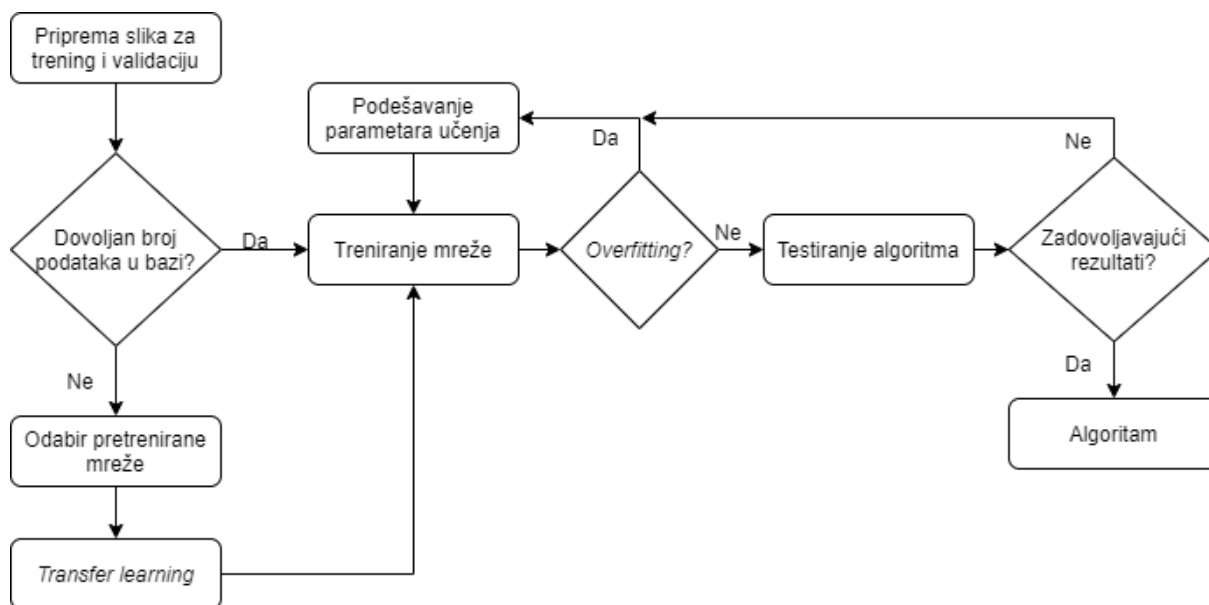 Priprema slika za
trening i validaciju
Dovoljan broj
podataka u bazi?
Da
Ne
Odabir pretrenirane
mreže
Transfer learning
Podešavanje
parametara učenja
Treniranje mreže
Overfitting?
Da
Ne
Testiranje algoritma
Zadovoljavajući
rezultati?
Ne
Da
Algoritam